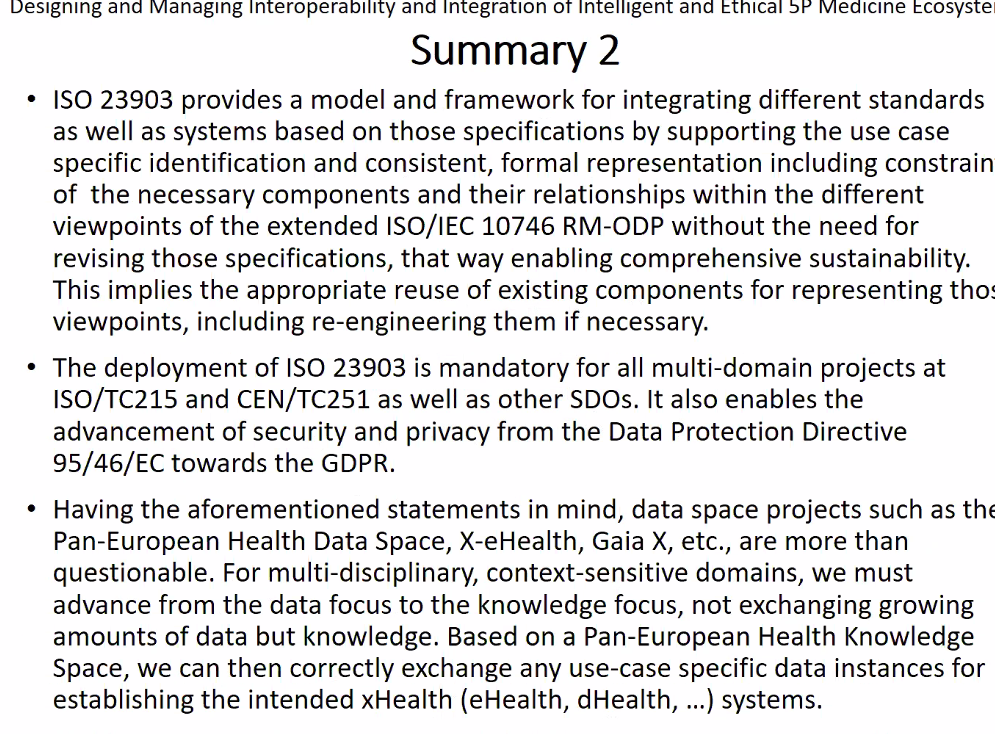 Designing and Managing Interoperability and Integration of Intelligent and Ethical 5P Medicine
Summary 2
• ISO 23903 provides a model and framework for integrating different standards
as well as systems based on those specifications by supporting the use case
specific identification and consistent, formal representation including
of the necessary components and their relationships within the different
viewpoints of the extended ISO/IEC 10746 RM-ODP without the need for
revising those specifications, that way enabling comprehensive sustainability.
This implies the appropriate reuse of existing components for representing
viewpoints, including re-engineering them if necessary.
• The deployment of ISO 23903 is mandatory for all multi-domain projects at
ISO/TC215 and CEN/TC251 as well as other SDOs. It also enables the
advancement of security and privacy from the Data Protection Directive
95/46/EC towards the GDPR.
• Having the aforementioned statements in mind, data space projects such as the
Pan-European Health Data Space, X-eHealth, Gaia X, etc., are more than
questionable. For multi-disciplinary, context-sensitive domains, we must
advance from the data focus to the knowledge focus, not exchanging growing
amounts of data but knowledge. Based on a Pan-European Health Knowledge
Space, we can then correctly exchange any use-case specific data instances for
establishing the intended xHealth (eHealth, dHealth, ...) systems.